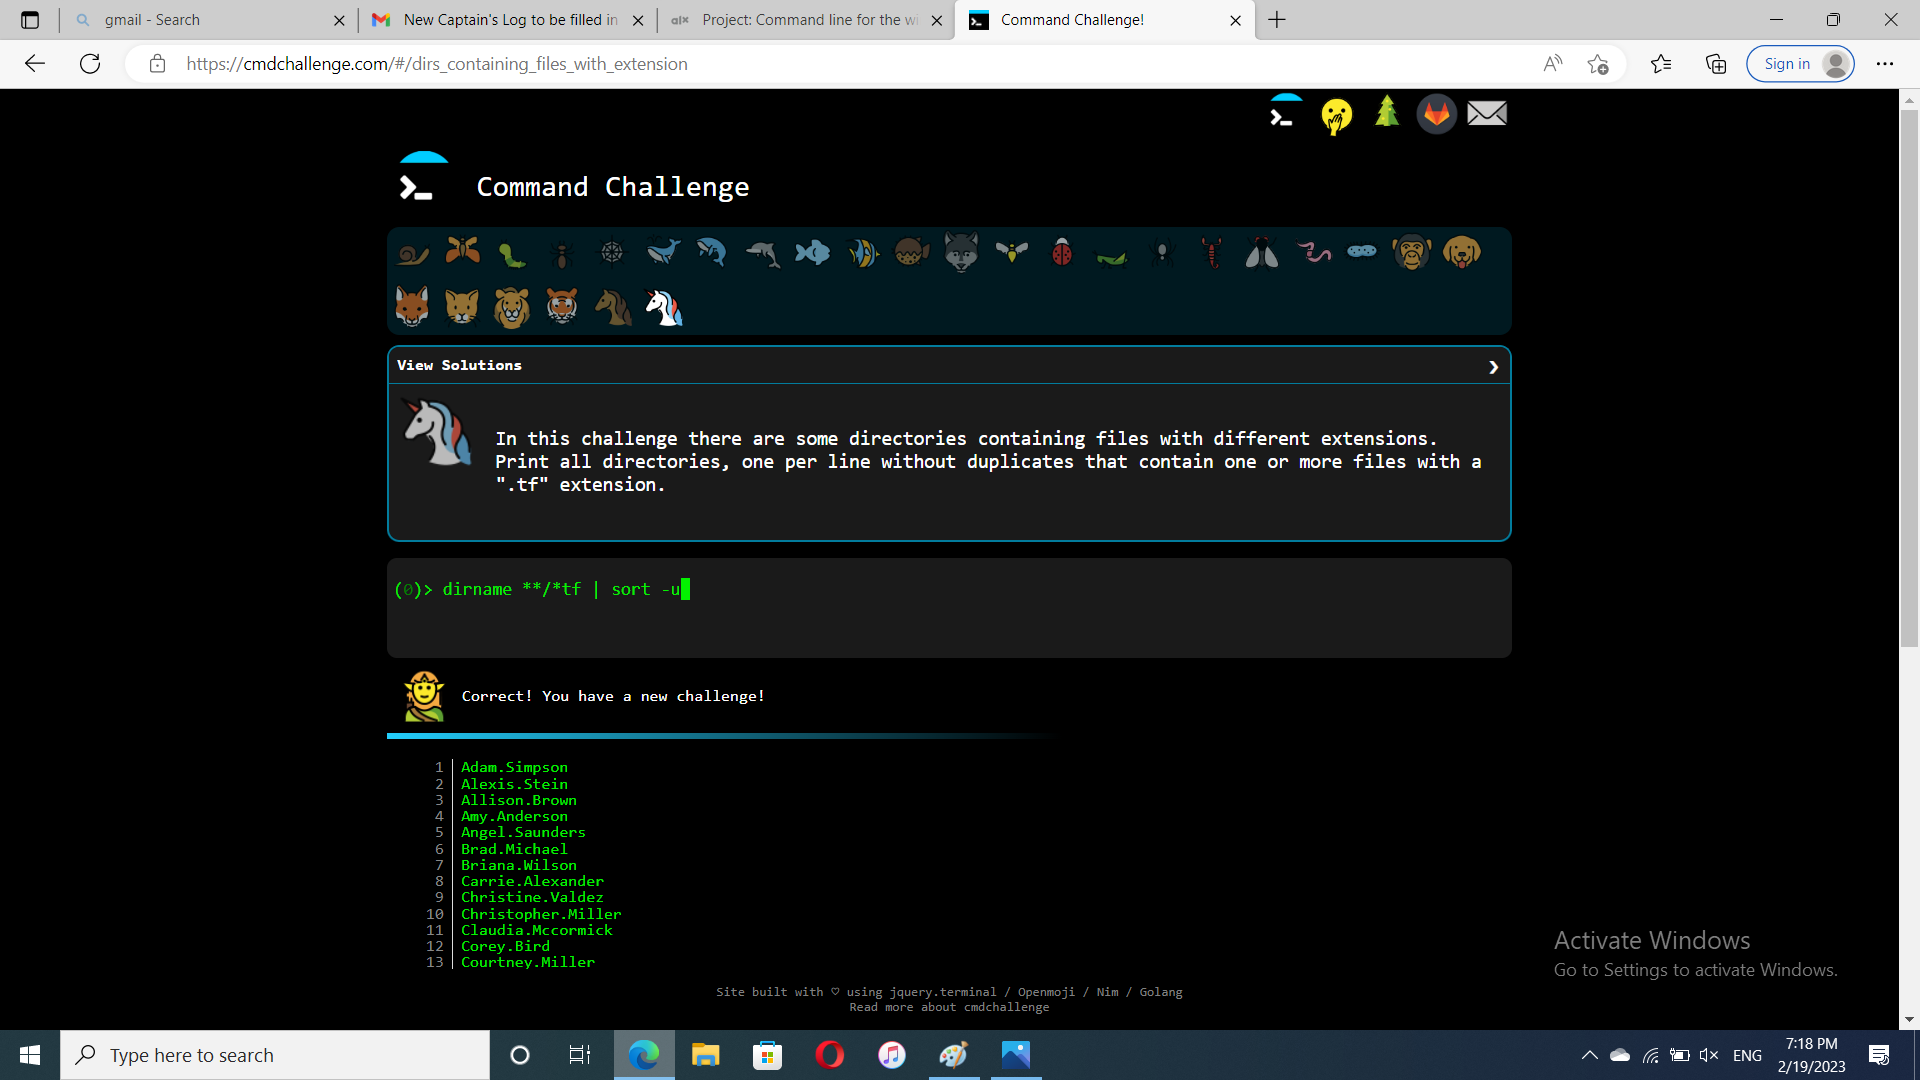 gmail - Search
New Captain's Log to be filled in
alx
Project: Command line for the wi
Command Challenge!
https://cmdchallenge.com/#/dirs_containing_files_with_extension
Sign in
Command Challenge
View Solutions
In this challenge there are some directories containing files with different extensions.
Print all directories, one per line without duplicates that contain one or more files with a
".tf" extension.
(0)> dirname **/*tf | sort -u
Correct! You have a new challenge!
1 Adam.Simpson
2 Alexis.Stein
3 Allison.Brown
4 Amy.Anderson
5 Angel.Saunders
6 Brad.Michael
7 Briana.Wilson
8 Carrie.Alexander
9 Christine.Valdez
10 Christopher.Miller
11 Claudia.Mccormick
12 Corey.Bird
13 Courtney.Miller
Activate Windows
Go to Settings to activate Windows.
Site built with ♡ using jquery.terminal / Openmoji / Nim / Golang
Read more about cmdchallenge
Type here to search
ENG
7:18 PM
2/19/2023